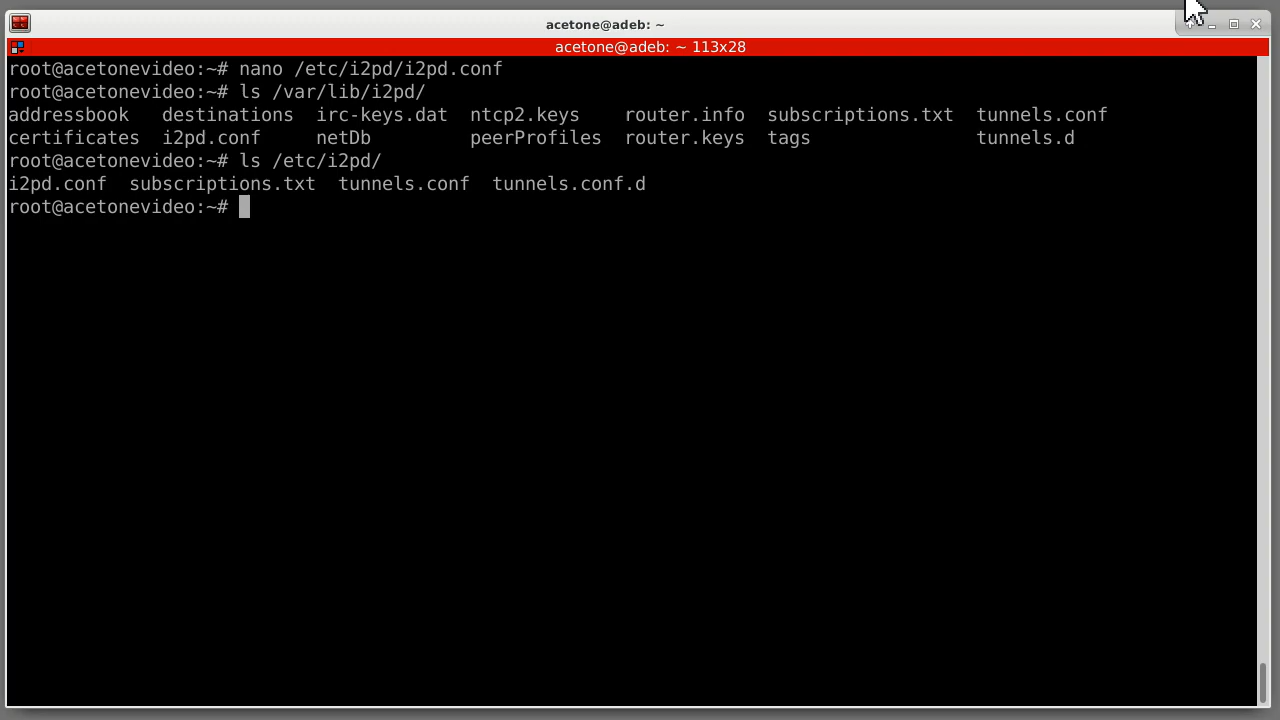 acetone@adeb: ~
acetone@adeb: ~ 113x28
root@acetonevideo:~# nano /etc/i2pd/i2pd.conf
root@acetonevideo:~# ls /var/lib/i2pd/
addressbook   destinations  irc-keys.dat  ntcp2.keys    router.info  subscriptions.txt  tunnels.conf
certificates  i2pd.conf     netDb         peerProfiles  router.keys  tags               tunnels.d
root@acetonevideo:~# ls /etc/i2pd/
i2pd.conf  subscriptions.txt  tunnels.conf  tunnels.conf.d
root@acetonevideo:~#